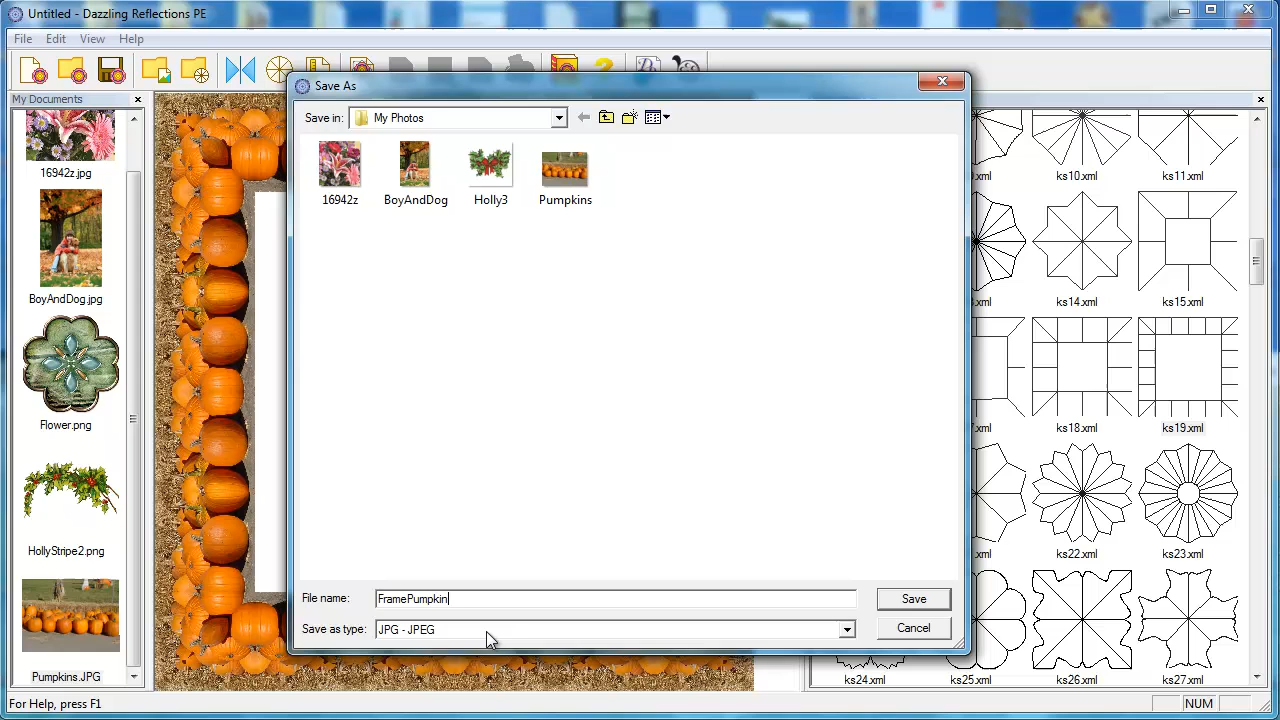 Untitled - Dazzling Reflections PE
File Edit View Help
My Documents
16942z.jpg
BoyAndDog.jpg
Flower.png
HollyStripe2.png
Pumpkins.JPG
Save As
Save in: My Photos
16942z BoyAndDog Holly3 Pumpkins
File name: FramePumpkin Save
Save as type: JPG - JPEG Cancel
ks10.xml ks11.xml
ks14.xml ks15.xml
ks18.xml ks19.xml
ks22.xml ks23.xml
ks24.xml ks25.xml ks26.xml ks27.xml
For Help, press F1 NUM